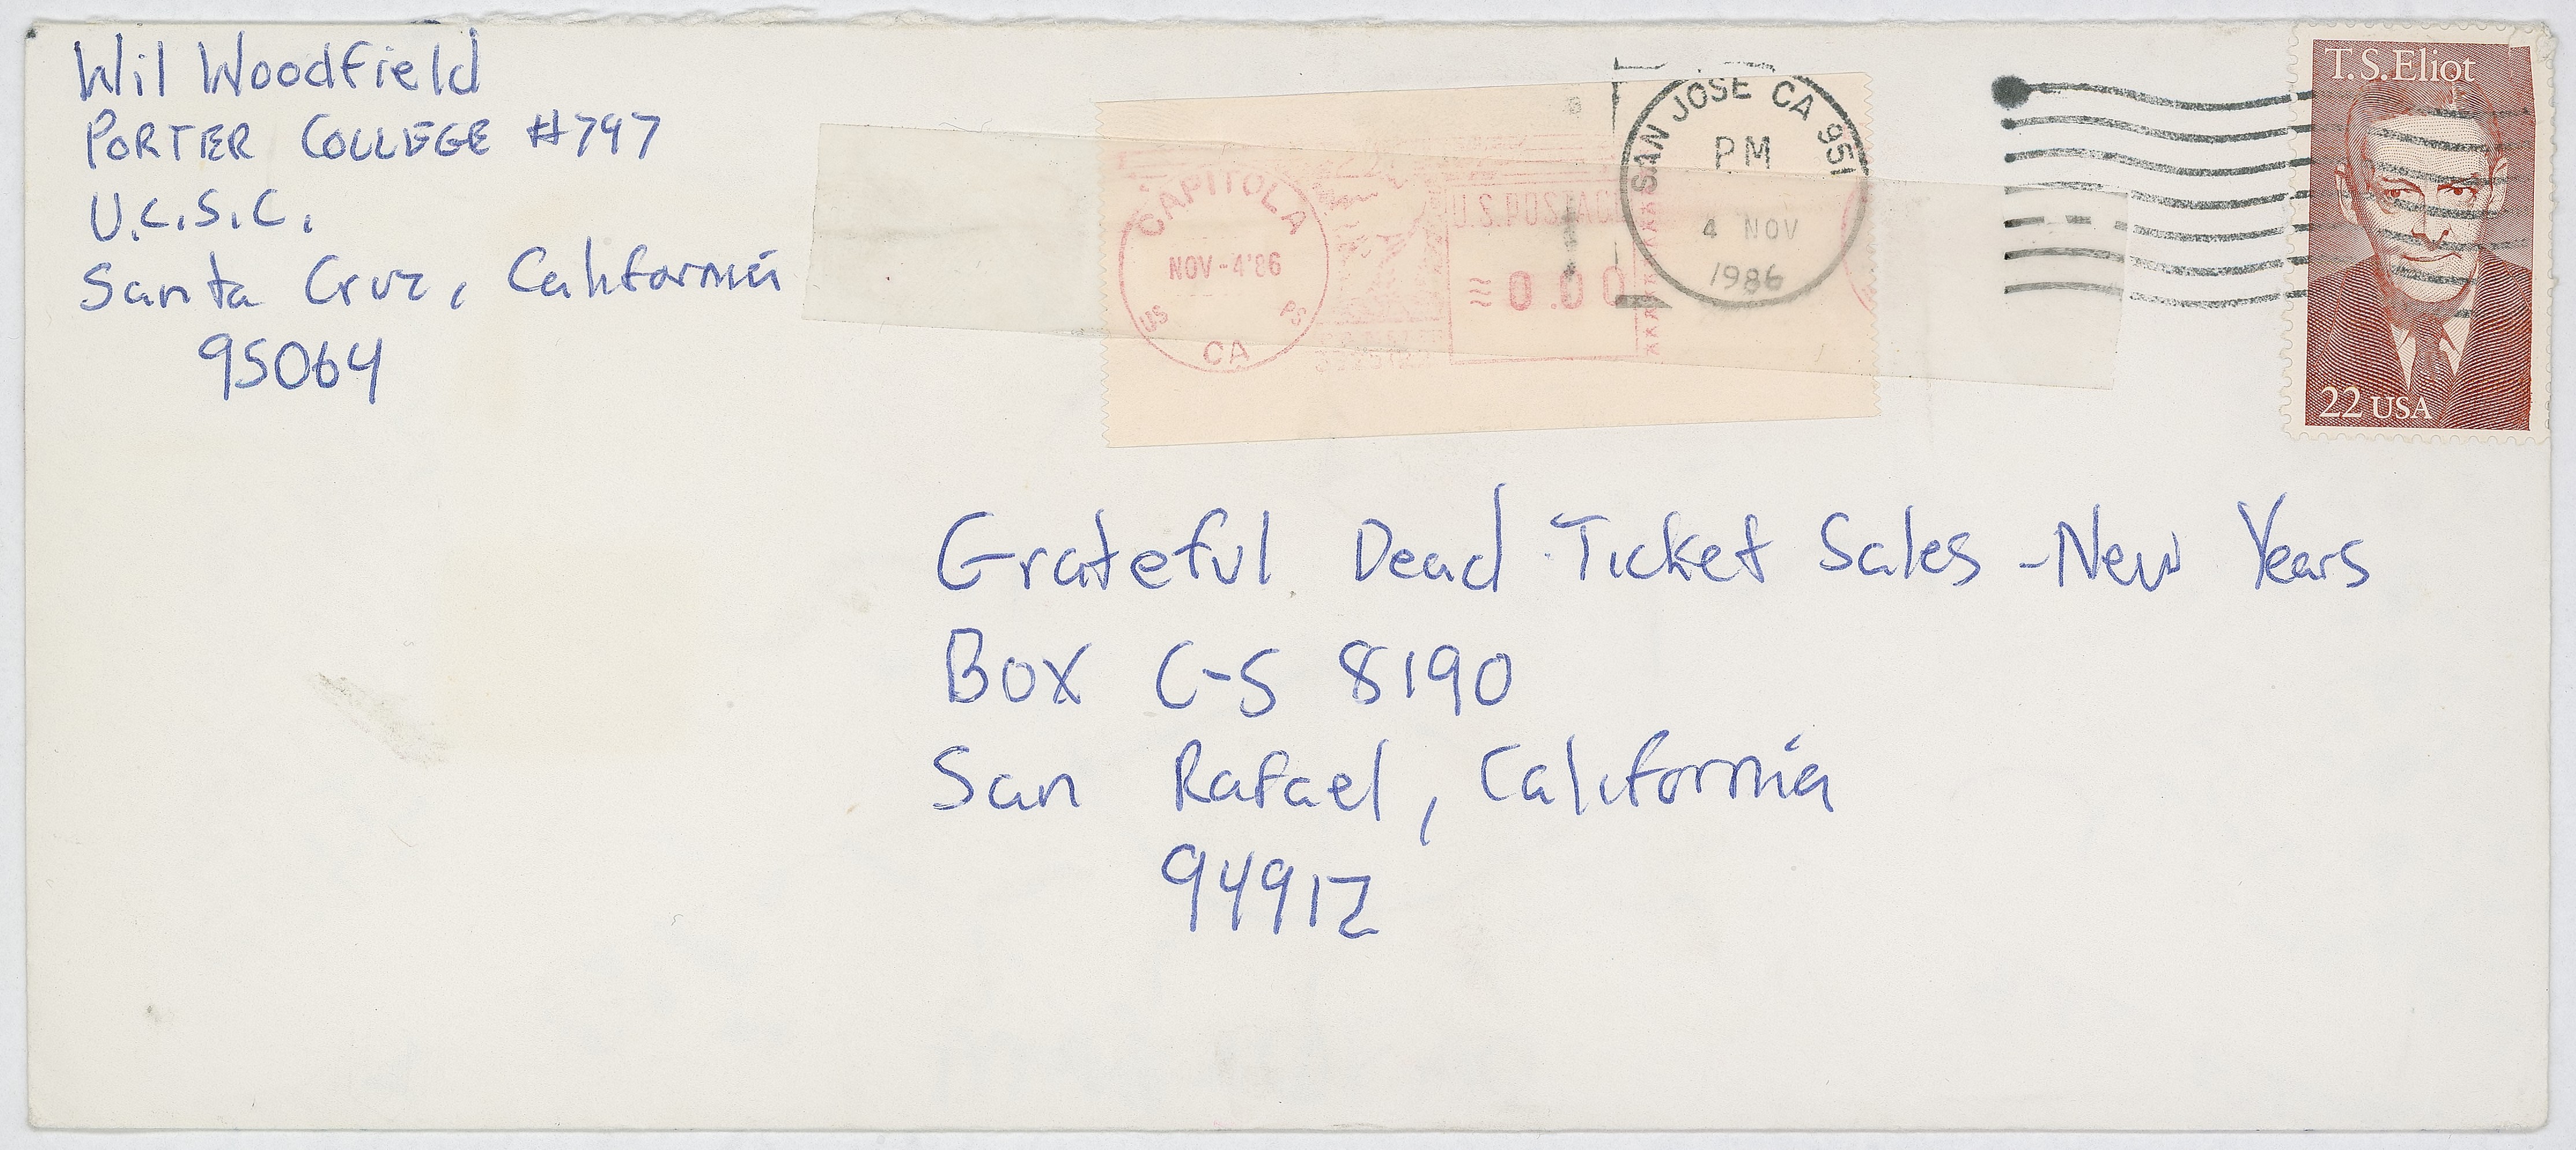 Wil Woodfield
PORTER COLLEGE #797
U.C.S.C.
Santa Cruz, California
95064
CAPITOLA
NOV-4'86
US PS
CA
U.S. POSTAGE
0.00
SAN JOSE CA 951
PM
4 NOV
1986
T.S.Eliot
22 USA
Grateful Dead Ticket Sales - New Years
Box C-S 8190
San Rafael, California
94912